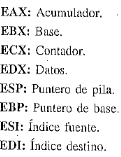 EAX: Acumulador.
EBX: Base.
ECX: Contador.
EDX: Datos.
ESP: Puntero de pila.
EBP: Puntero de base.
ESI: Índice fuente.
EDI: Índice destino.